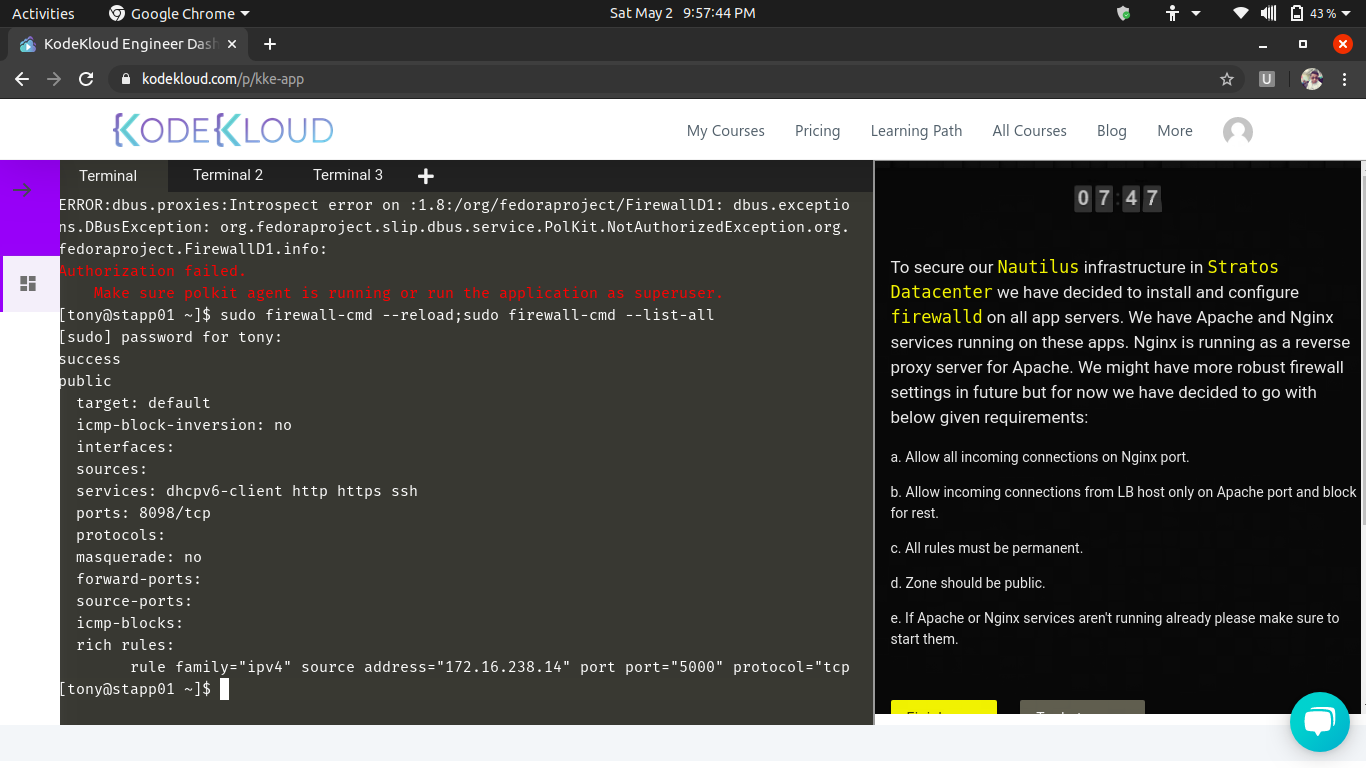 Activities
Google Chrome
Sat May 2 9:57:44 PM
43 %
KodeKloud Engineer Dash
kodekloud.com/p/kke-app
U
KODEKLOUD
My Courses
Pricing
Learning Path
All Courses
Blog
More
Terminal
Terminal 2
Terminal 3
ERROR:dbus.proxies:Introspect error on :1.8:/org/fedoraproject/FirewallD1: dbus.exceptio
ns.DBusException: org.fedoraproject.slip.dbus.service.PolKit.NotAuthorizedException.org.
fedoraproject.FirewallD1.info:
Authorization failed.
Make sure polkit agent is running or run the application as superuser.
[tony@stapp01 ~]$ sudo firewall-cmd --reload;sudo firewall-cmd --list-all
[sudo] password for tony:
success
public
target: default
icmp-block-inversion: no
interfaces:
sources:
services: dhcpv6-client http https ssh
ports: 8098/tcp
protocols:
masquerade: no
forward-ports:
source-ports:
icmp-blocks:
rich rules:
rule family="ipv4" source address="172.16.238.14" port port="5000" protocol="tcp
[tony@stapp01 ~]$
07:47
To secure our Nautilus infrastructure in Stratos
Datacenter we have decided to install and configure
firewalld on all app servers. We have Apache and Nginx
services running on these apps. Nginx is running as a reverse
proxy server for Apache. We might have more robust firewall
settings in future but for now we have decided to go with
below given requirements:
a. Allow all incoming connections on Nginx port.
b. Allow incoming connections from LB host only on Apache port and block
for rest.
c. All rules must be permanent.
d. Zone should be public.
e. If Apache or Nginx services aren't running already please make sure to
start them.